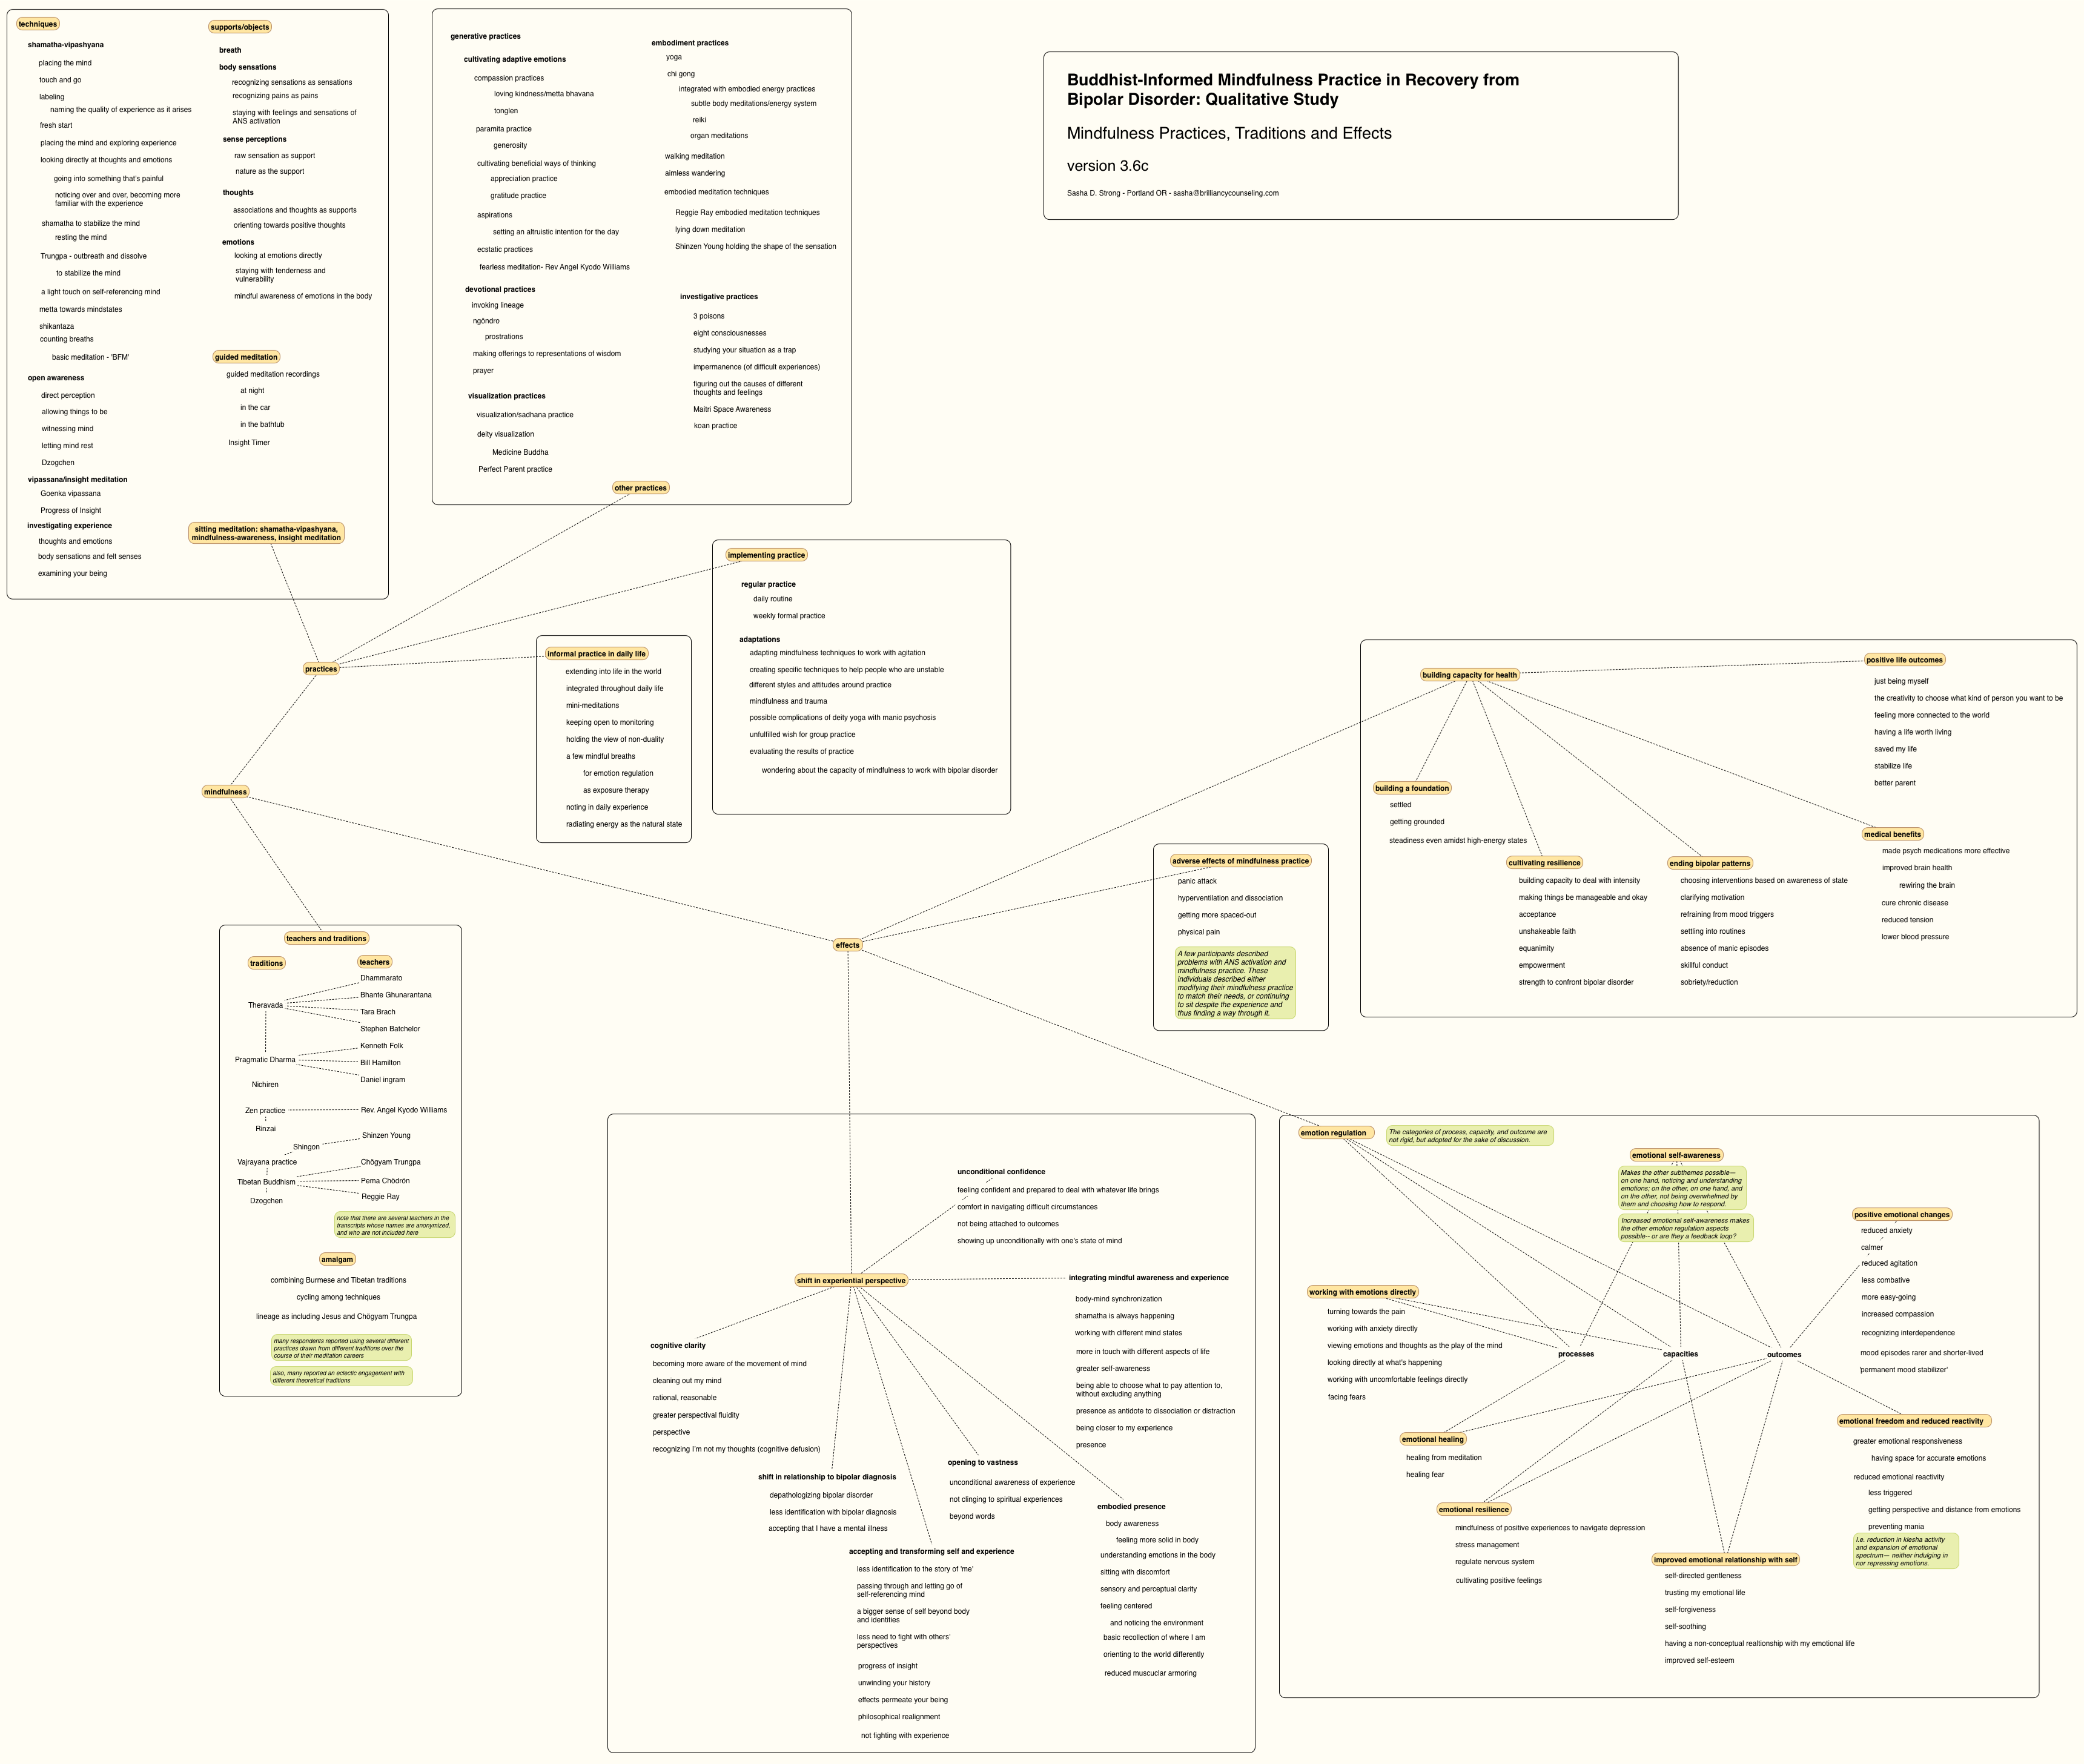 Buddhist-Informed Mindfulness Practice in Recovery from
Bipolar Disorder: Qualitative Study
Mindfulness Practices, Traditions and Effects
version 3.6c
Sasha D. Strong - Portland OR - sasha@brilliancycounseling.com
techniques
shamatha-vipashyana
placing the mind
touch and go
labeling
naming the quality of experience as it arises
fresh start
placing the mind and exploring experience
looking directly at thoughts and emotions
going into something that's painful
noticing over and over, becoming more
familiar with the experience
shamatha to stabilize the mind
resting the mind
Trungpa - outbreath and dissolve
to stabilize the mind
a light touch on self-referencing mind
metta towards mindstates
shikantaza
counting breaths
basic meditation - 'BFM'
open awareness
direct perception
allowing things to be
witnessing mind
letting mind rest
Dzogchen
vipassana/insight meditation
Goenka vipassana
Progress of Insight
investigating experience
thoughts and emotions
body sensations and felt senses
examining your being
supports/objects
breath
body sensations
recognizing sensations as sensations
recognizing pains as pains
staying with feelings and sensations of
ANS activation
sense perceptions
raw sensation as support
nature as the support
thoughts
associations and thoughts as supports
orienting towards positive thoughts
emotions
looking at emotions directly
staying with tenderness and
vulnerability
mindful awareness of emotions in the body
guided meditation
guided meditation recordings
at night
in the car
in the bathtub
Insight Timer
sitting meditation: shamatha-vipashyana,
mindfulness-awareness, insight meditation
generative practices
cultivating adaptive emotions
compassion practices
loving kindness/metta bhavana
tonglen
paramita practice
generosity
cultivating beneficial ways of thinking
appreciation practice
gratitude practice
aspirations
setting an altruistic intention for the day
ecstatic practices
fearless meditation- Rev Angel Kyodo Williams
devotional practices
invoking lineage
ngöndro
prostrations
making offerings to representations of wisdom
prayer
visualization practices
visualization/sadhana practice
deity visualization
Medicine Buddha
Perfect Parent practice
embodiment practices
yoga
chi gong
integrated with embodied energy practices
subtle body meditations/energy system
reiki
organ meditations
walking meditation
aimless wandering
embodied meditation techniques
Reggie Ray embodied meditation techniques
lying down meditation
Shinzen Young holding the shape of the sensation
investigative practices
3 poisons
eight consciousnesses
studying your situation as a trap
impermanence (of difficult experiences)
figuring out the causes of different
thoughts and feelings
Maitri Space Awareness
koan practice
other practices
implementing practice
regular practice
daily routine
weekly formal practice
adaptations
adapting mindfulness techniques to work with agitation
creating specific techniques to help people who are unstable
different styles and attitudes around practice
mindfulness and trauma
possible complications of deity yoga with manic psychosis
unfulfilled wish for group practice
evaluating the results of practice
wondering about the capacity of mindfulness to work with bipolar disorder
informal practice in daily life
extending into life in the world
integrated throughout daily life
mini-meditations
keeping open to monitoring
holding the view of non-duality
a few mindful breaths
for emotion regulation
as exposure therapy
noting in daily experience
radiating energy as the natural state
practices
mindfulness
effects
teachers and traditions
traditions
teachers
Theravada
Pragmatic Dharma
Nichiren
Zen practice
Rinzai
Shingon
Vajrayana practice
Tibetan Buddhism
Dzogchen
Dhammarato
Bhante Ghunarantana
Tara Brach
Stephen Batchelor
Kenneth Folk
Bill Hamilton
Daniel ingram
Rev. Angel Kyodo Williams
Shinzen Young
Chögyam Trungpa
Pema Chödrön
Reggie Ray
note that there are several teachers in the
transcripts whose names are anonymized,
and who are not included here
amalgam
combining Burmese and Tibetan traditions
cycling among techniques
lineage as including Jesus and Chögyam Trungpa
many respondents reported using several different
practices drawn from different traditions over the
course of their meditation careers
also, many reported an eclectic engagement with
different theoretical traditions
adverse effects of mindfulness practice
panic attack
hyperventilation and dissociation
getting more spaced-out
physical pain
A few participants described
problems with ANS activation and
mindfulness practice. These
individuals described either
modifying their mindfulness practice
to match their needs, or continuing
to sit despite the experience and
thus finding a way through it.
building capacity for health
positive life outcomes
just being myself
the creativity to choose what kind of person you want to be
feeling more connected to the world
having a life worth living
saved my life
stabilize life
better parent
building a foundation
settled
getting grounded
steadiness even amidst high-energy states
cultivating resilience
building capacity to deal with intensity
making things be manageable and okay
acceptance
unshakeable faith
equanimity
empowerment
strength to confront bipolar disorder
ending bipolar patterns
choosing interventions based on awareness of state
clarifying motivation
refraining from mood triggers
settling into routines
absence of manic episodes
skillful conduct
sobriety/reduction
medical benefits
made psych medications more effective
improved brain health
rewiring the brain
cure chronic disease
reduced tension
lower blood pressure
shift in experiential perspective
unconditional confidence
feeling confident and prepared to deal with whatever life brings
comfort in navigating difficult circumstances
not being attached to outcomes
showing up unconditionally with one's state of mind
integrating mindful awareness and experience
body-mind synchronization
shamatha is always happening
working with different mind states
more in touch with different aspects of life
greater self-awareness
being able to choose what to pay attention to,
without excluding anything
presence as antidote to dissociation or distraction
being closer to my experience
presence
cognitive clarity
becoming more aware of the movement of mind
cleaning out my mind
rational, reasonable
greater perspectival fluidity
perspective
recognizing I'm not my thoughts (cognitive defusion)
shift in relationship to bipolar diagnosis
depathologizing bipolar disorder
less identification with bipolar diagnosis
accepting that I have a mental illness
opening to vastness
unconditional awareness of experience
not clinging to spiritual experiences
beyond words
accepting and transforming self and experience
less identification to the story of 'me'
passing through and letting go of
self-referencing mind
a bigger sense of self beyond body
and identities
less need to fight with others'
perspectives
progress of insight
unwinding your history
effects permeate your being
philosophical realignment
not fighting with experience
embodied presence
body awareness
feeling more solid in body
understanding emotions in the body
sitting with discomfort
sensory and perceptual clarity
feeling centered
and noticing the environment
basic recollection of where I am
orienting to the world differently
reduced muscuclar armoring
emotion regulation
The categories of process, capacity, and outcome are
not rigid, but adopted for the sake of discussion.
emotional self-awareness
Makes the other subthemes possible—
on one hand, noticing and understanding
emotions; on the other, on one hand, and
on the other, not being overwhelmed by
them and choosing how to respond.
Increased emotional self-awareness makes
the other emotion regulation aspects
possible-- or are they a feedback loop?
working with emotions directly
turning towards the pain
working with anxiety directly
viewing emotions and thoughts as the play of the mind
looking directly at what's happening
working with uncomfortable feelings directly
facing fears
processes
capacities
outcomes
positive emotional changes
reduced anxiety
calmer
reduced agitation
less combative
more easy-going
increased compassion
recognizing interdependence
mood episodes rarer and shorter-lived
'permanent mood stabilizer'
emotional healing
healing from meditation
healing fear
emotional resilience
mindfulness of positive experiences to navigate depression
stress management
regulate nervous system
cultivating positive feelings
improved emotional relationship with self
self-directed gentleness
trusting my emotional life
self-forgiveness
self-soothing
having a non-conceptual realtionship with my emotional life
improved self-esteem
emotional freedom and reduced reactivity
greater emotional responsiveness
having space for accurate emotions
reduced emotional reactivity
less triggered
getting perspective and distance from emotions
preventing mania
I.e. reduction in klesha activity
and expansion of emotional
spectrum— neither indulging in
nor repressing emotions.